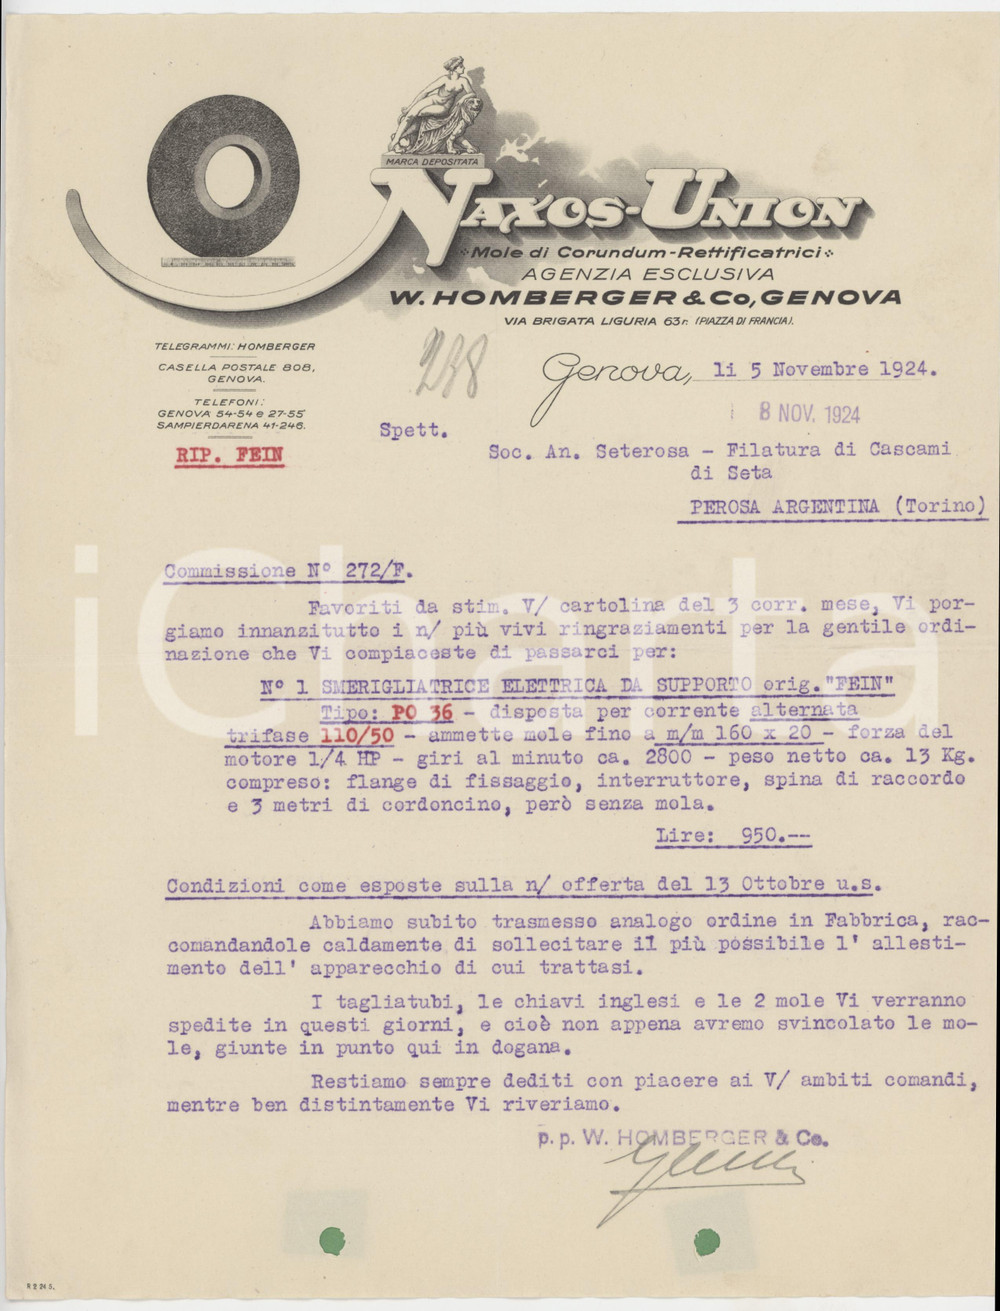 MARCA DEPOSITATA
NAXOS-UNION
Mole di Corundum-Rettificatrici
AGENZIA ESCLUSIVA
W. HOMBERGER & Co, GENOVA
VIA BRIGATA LIGURIA 63r. (PIAZZA DI FRANCIA).
TELEGRAMMI: HOMBERGER
CASELLA POSTALE 808,
GENOVA.
TELEFONI:
GENOVA 54-54 e 27-55
SAMPIERDARENA 41-246.
RIP. FEIN
238
Genova, li 5 Novembre 1924.
8 NOV. 1924
Spett.
Soc. An. Seterosa - Filatura di Cascami
di Seta
PEROSA ARGENTINA (Torino)
Commissione N° 272/F.
Favoriti da stim. V/ cartolina del 3 corr. mese, Vi por-
giamo innanzitutto i n/ più vivi ringraziamenti per la gentile ordi-
nazione che Vi compiaceste di passarci per:
N° 1 SMERIGLIATRICE ELETTRICA DA SUPPORTO orig."FEIN"
Tipo: PO 36 - disposta per corrente alternata
trifase 110/50 - ammette mole fino a m/m 160 x 20 - forza del
motore 1/4 HP - giri al minuto ca. 2800 - peso netto ca. 13 Kg.
compreso: flange di fissaggio, interruttore, spina di raccordo
e 3 metri di cordoncino, però senza mola.
Lire: 950.--
Condizioni come esposte sulla n/ offerta del 13 Ottobre u.s.
Abbiamo subito trasmesso analogo ordine in Fabbrica, rac-
comandandole caldamente di sollecitare il più possibile l' allesti-
mento dell' apparecchio di cui trattasi.
I tagliatubi, le chiavi inglesi e le 2 mole Vi verranno
spedite in questi giorni, e cioè non appena avremo svincolato le mo-
le, giunte in punto qui in dogana.
Restiamo sempre dediti con piacere ai V/ ambiti comandi,
mentre ben distintamente Vi riveriamo.
p.p. W. HOMBERGER & Co.
R 2 24 5.
iCharta